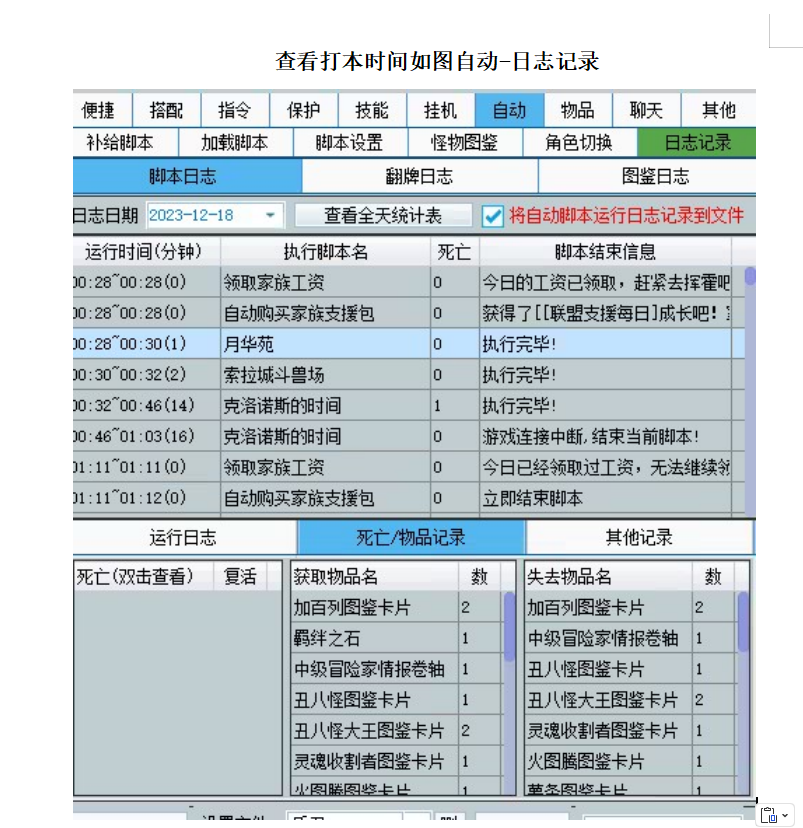 查看打本时间如图自动-日志记录
便捷 搭配 指令 保护 技能 挂机 自动 物品 聊天 其他
补给脚本 加载脚本 脚本设置 怪物图鉴 角色切换 日志记录
脚本日志 翻牌日志 图鉴日志
日志日期 2023-12-18 查看全天统计表 将自动脚本运行日志记录到文件
运行时间(分钟) 执行脚本名 死亡 脚本结束信息
00:28~00:28(0) 领取家族工资 0 今日的工资已领取，赶紧去挥霍吧
00:28~00:28(0) 自动购买家族支援包 0 获得了[[联盟支援每日]成长吧!
00:28~00:30(1) 月华苑 0 执行完毕!
00:30~00:32(2) 索拉城斗兽场 0 执行完毕!
00:32~00:46(14) 克洛诺斯的时间 1 执行完毕!
00:46~01:03(16) 克洛诺斯的时间 0 游戏连接中断,结束当前脚本!
01:11~01:11(0) 领取家族工资 0 今日已经领取过工资，无法继续领
01:11~01:12(0) 自动购买家族支援包 0 立即结束脚本
运行日志 死亡/物品记录 其他记录
死亡(双击查看) 复活 获取物品名 数 失去物品名 数
加百列图鉴卡片 2 加百列图鉴卡片 2
羁绊之石 1 中级冒险家情报卷轴 1
中级冒险家情报卷轴 1 丑八怪图鉴卡片 1
丑八怪图鉴卡片 1 丑八怪大王图鉴卡片 2
丑八怪大王图鉴卡片 2 灵魂收割者图鉴卡片 1
灵魂收割者图鉴卡片 1 火图腾图鉴卡片 1
火图腾图鉴卡片 1 图鉴卡片 1
设置文件